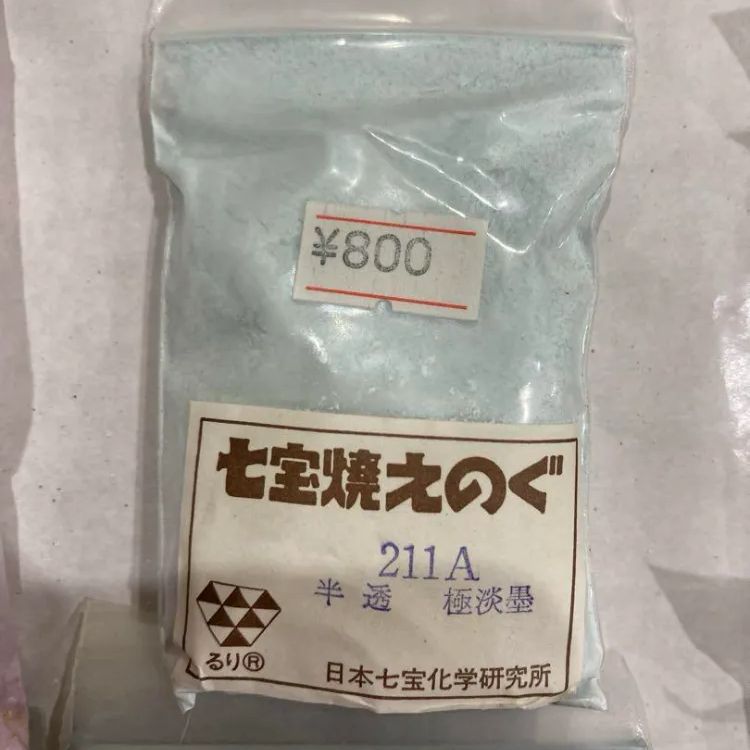 ¥800
七宝焼えのぐ
211A
半透 極淡墨
るり®
日本七宝化学研究所